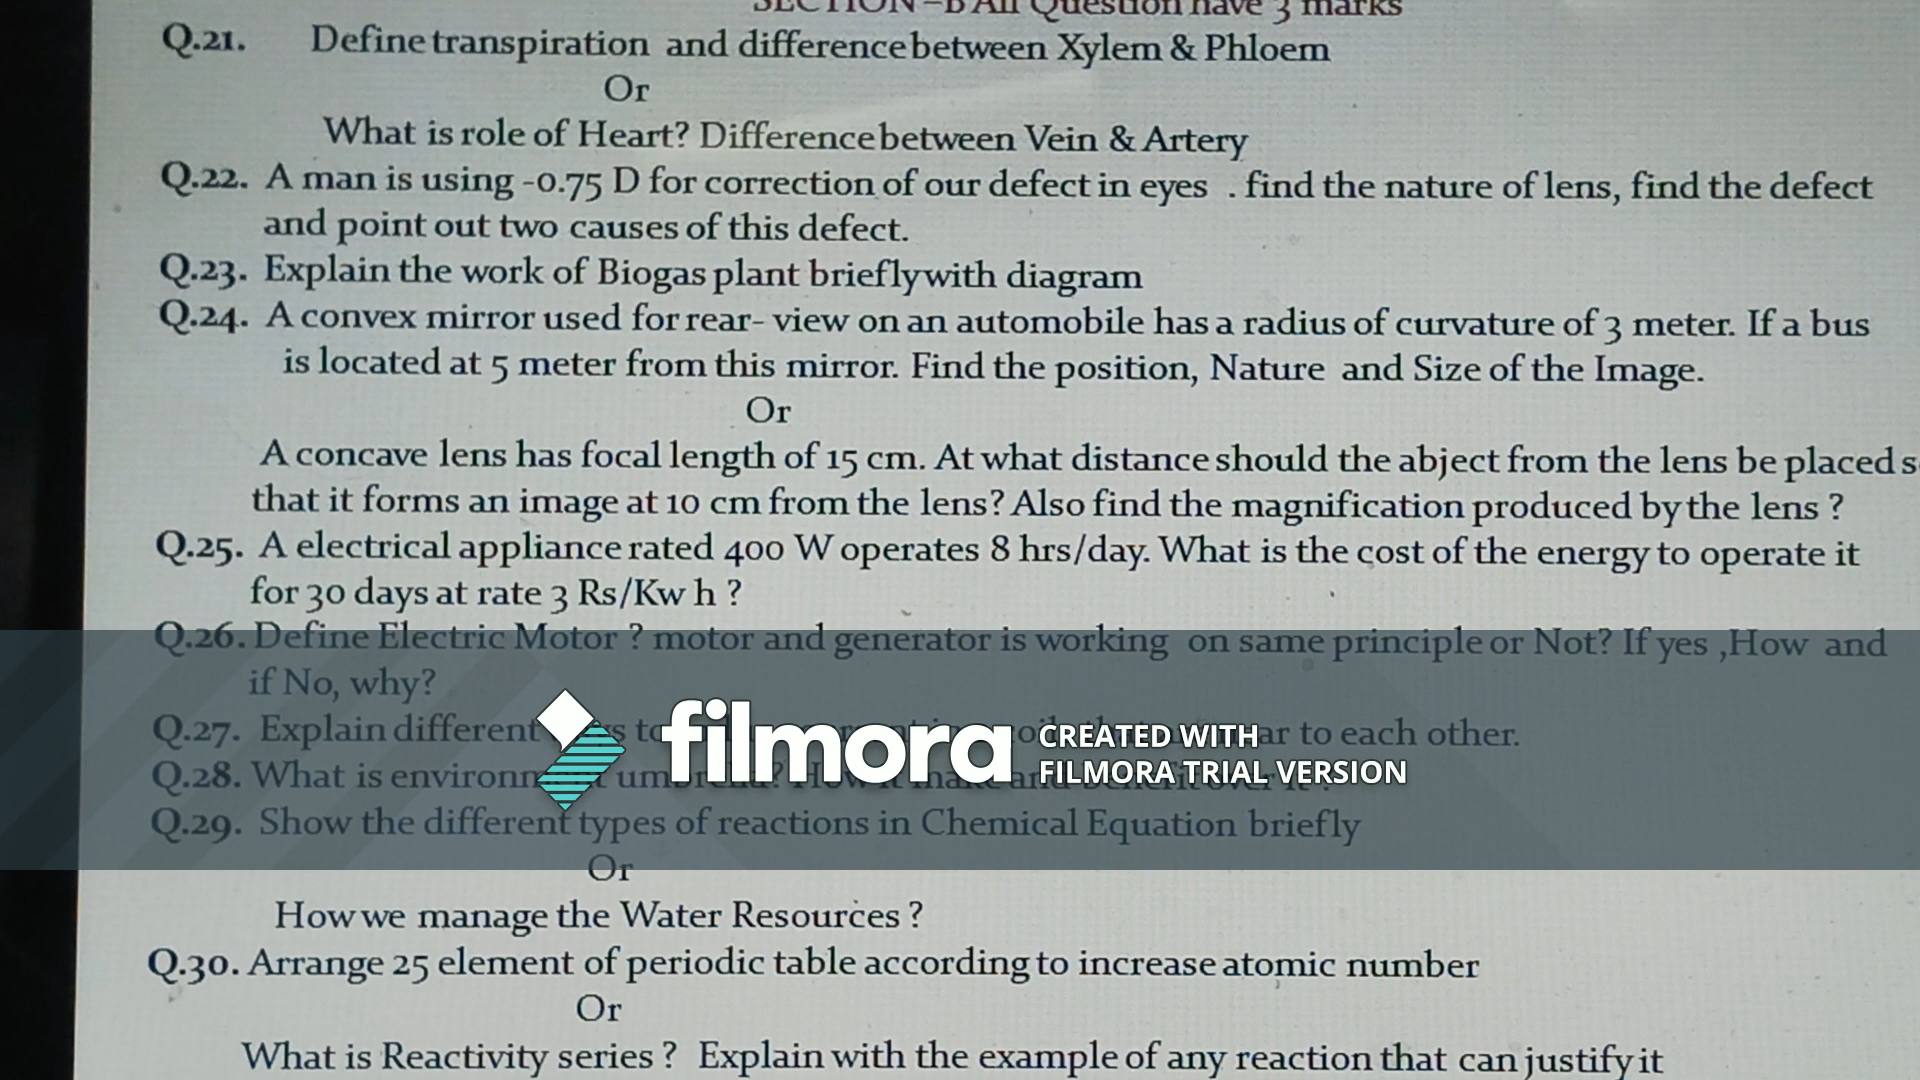 SECTION –B All Question have 3 marks
Q.21. Define transpiration and difference between Xylem & Phloem
Or
What is role of Heart? Difference between Vein & Artery
Q.22. A man is using -0.75 D for correction of our defect in eyes . find the nature of lens, find the defect
and point out two causes of this defect.
Q.23. Explain the work of Biogas plant briefly with diagram
Q.24. A convex mirror used for rear- view on an automobile has a radius of curvature of 3 meter. If a bus
is located at 5 meter from this mirror. Find the position, Nature and Size of the Image.
Or
A concave lens has focal length of 15 cm. At what distance should the abject from the lens be placed
that it forms an image at 10 cm from the lens? Also find the magnification produced by the lens ?
Q.25. A electrical appliance rated 400 W operates 8 hrs/day. What is the cost of the energy to operate it
for 30 days at rate 3 Rs/Kw h ?
Q.26. Define Electric Motor ? motor and generator is working on same principle or Not? If yes ,How and
if No, why?
Q.27. Explain different to each other.
Q.28. What is
Q.29. Show the different types of reactions in Chemical Equation briefly
Or
How we manage the Water Resources ?
Q.30. Arrange 25 element of periodic table according to increase atomic number
Or
What is Reactivity series ? Explain with the example of any reaction that can justify it
filmora
CREATED WITH
FILMORA TRIAL VERSION